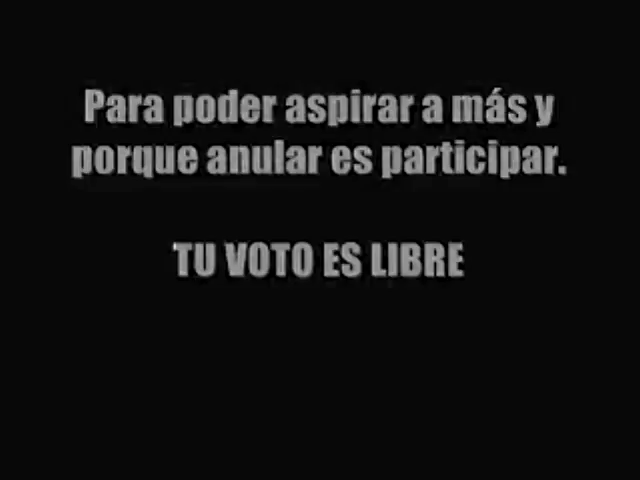 Para poder aspirar a más y
porque anular es participar.
TU VOTO ES LIBRE